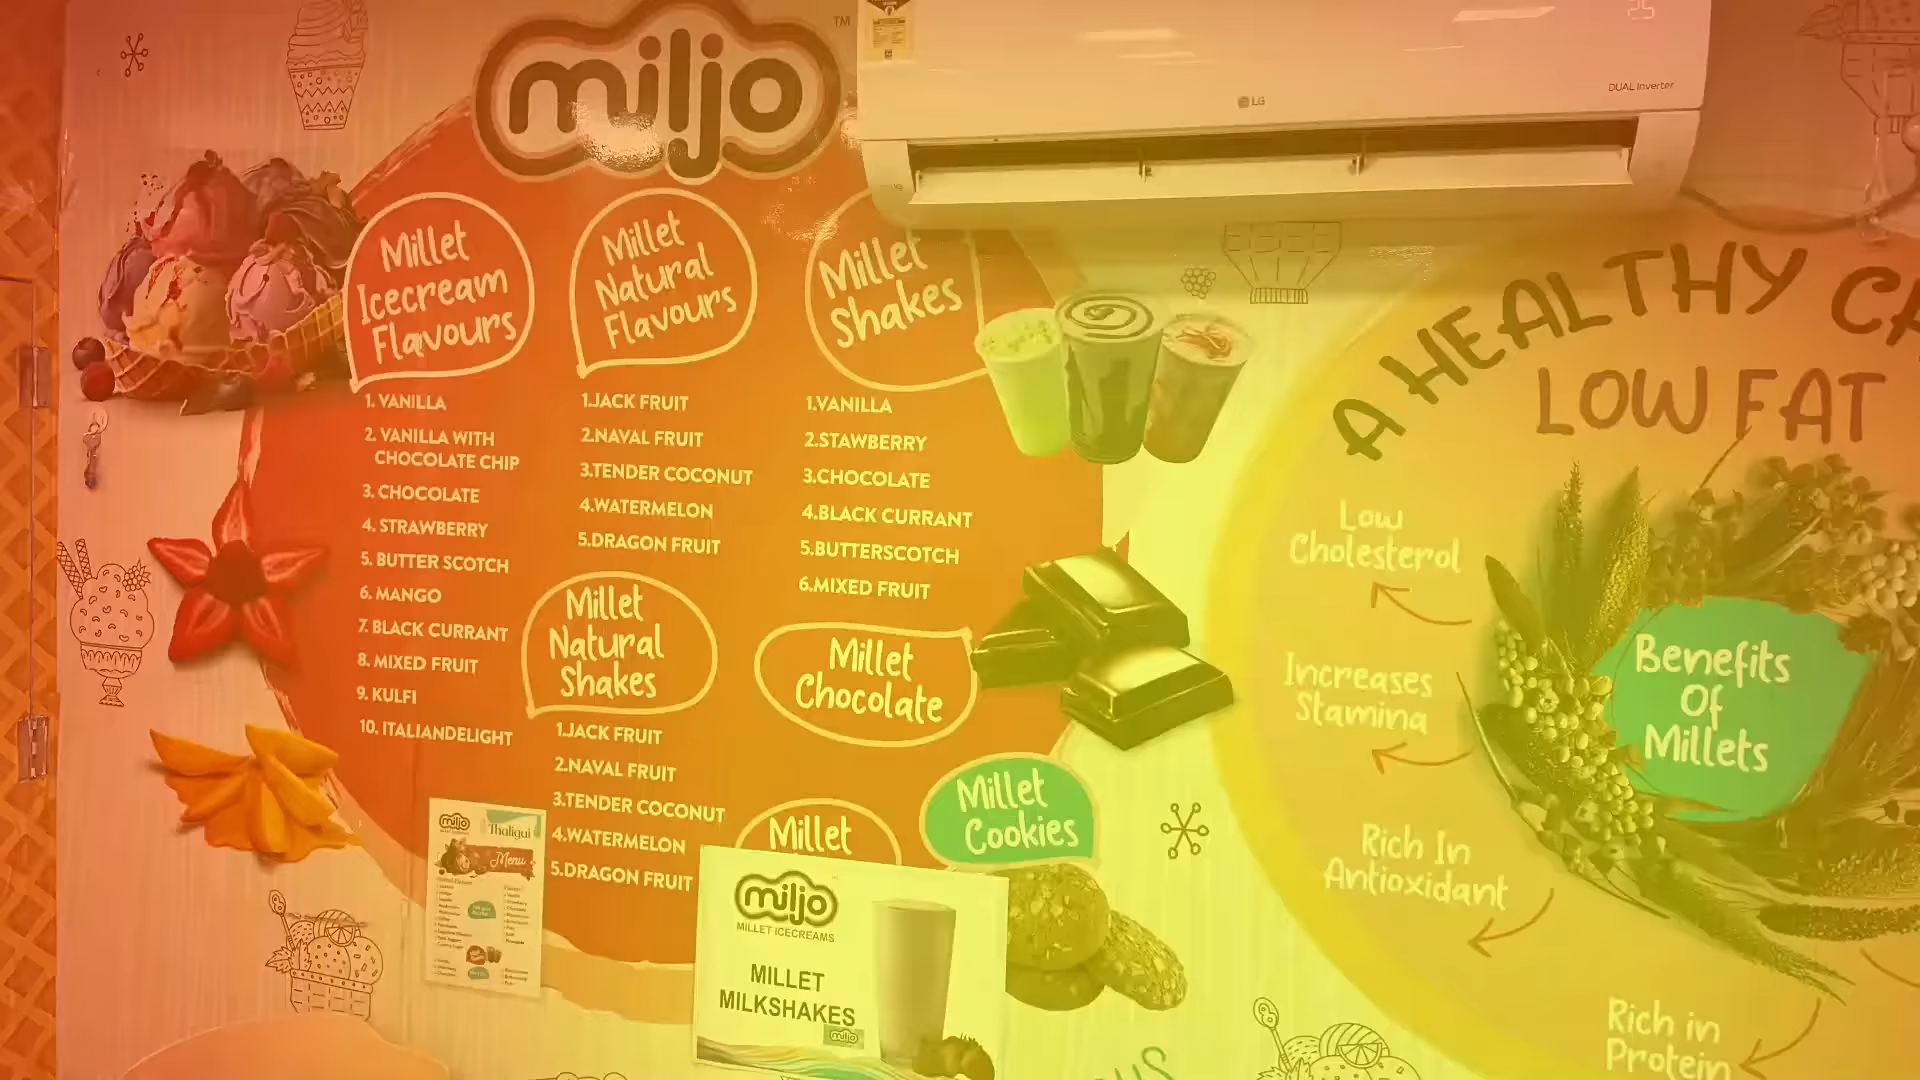 miljo
TM
LG
DUAL Inverter
Millet
Icecream
Flavours
1. VANILLA
2. VANILLA WITH
CHOCOLATE CHIP
3. CHOCOLATE
4. STRAWBERRY
5. BUTTER SCOTCH
6. MANGO
7. BLACK CURRANT
8. MIXED FRUIT
9. KULFI
10. ITALIANDELIGHT
Millet
Natural
Flavours
1.JACK FRUIT
2.NAVAL FRUIT
3.TENDER COCONUT
4.WATERMELON
5.DRAGON FRUIT
Millet
Shakes
1.VANILLA
2.STAWBERRY
3.CHOCOLATE
4.BLACK CURRANT
5.BUTTERSCOTCH
6.MIXED FRUIT
Millet
Natural
Shakes
1.JACK FRUIT
2.NAVAL FRUIT
3.TENDER COCONUT
4.WATERMELON
5.DRAGON FRUIT
Millet
Chocolate
Millet
Cookies
Millet
miljo
Thaligui
Menu
miljo
MILLET ICECREAMS
MILLET
MILKSHAKES
miljo
A HEALTHY
LOW FAT
Low
Cholesterol
Increases
Stamina
Rich In
Antioxidant
Rich in
Protein
Benefits
Of
Millets